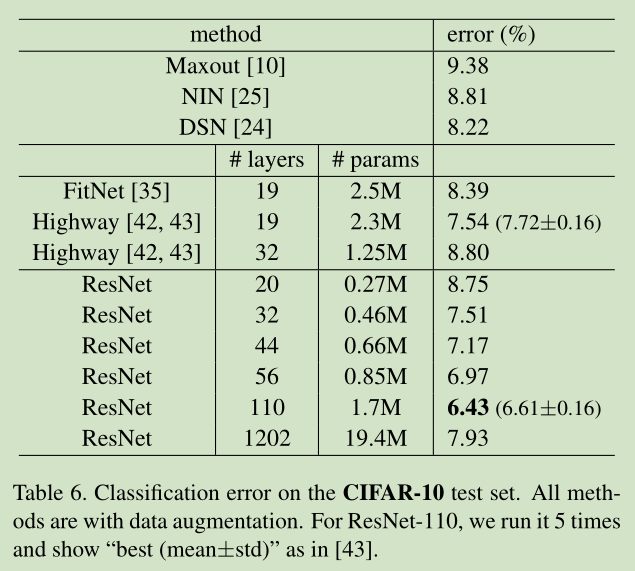 method error (%)
Maxout [10] 9.38
NIN [25] 8.81
DSN [24] 8.22
# layers # params
FitNet [35] 19 2.5M 8.39
Highway [42, 43] 19 2.3M 7.54 (7.72±0.16)
Highway [42, 43] 32 1.25M 8.80
ResNet 20 0.27M 8.75
ResNet 32 0.46M 7.51
ResNet 44 0.66M 7.17
ResNet 56 0.85M 6.97
ResNet 110 1.7M 6.43 (6.61±0.16)
ResNet 1202 19.4M 7.93
Table 6. Classification error on the CIFAR-10 test set. All meth-
ods are with data augmentation. For ResNet-110, we run it 5 times
and show “best (mean±std)” as in [43].